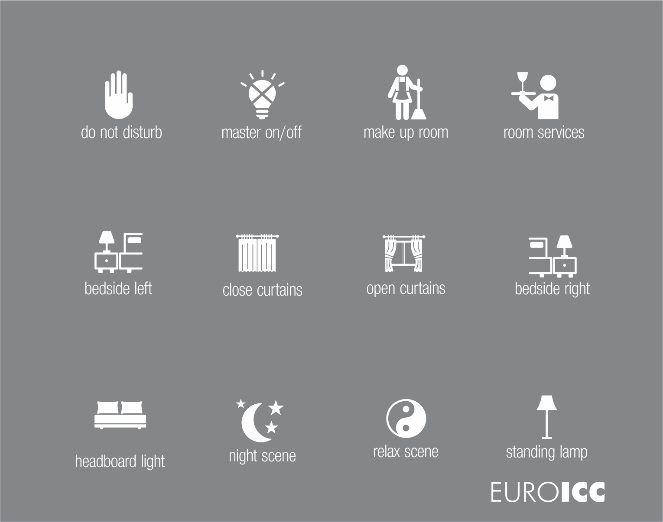 do not disturb
master on/off
make up room
room services
bedside left
close curtains
open curtains
bedside right
headboard light
night scene
relax scene
standing lamp
EUROICC